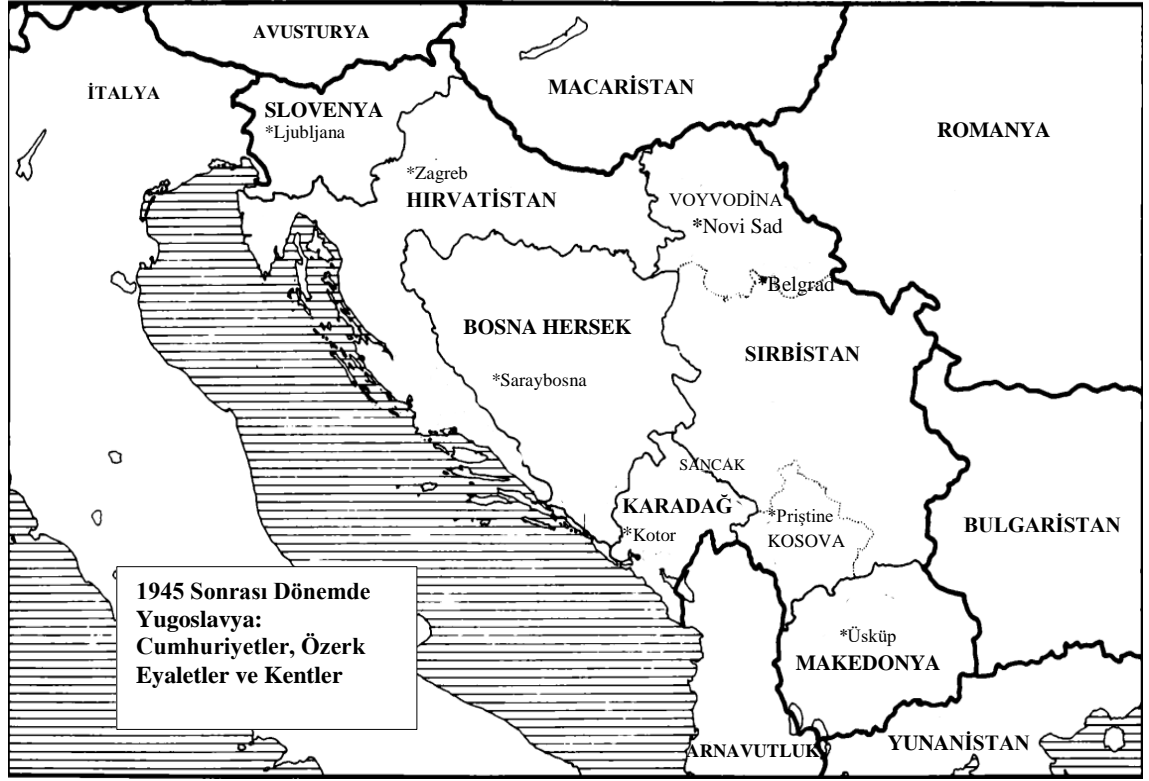 AVUSTURYA
MACARİSTAN
İTALYA
SLOVENYA
*Ljubljana
ROMANYA
*Zagreb
HIRVATİSTAN
VOYVODİNA
*Novi Sad
*Belgrad
BOSNA HERSEK
SIRBİSTAN
*Saraybosna
SANCAK
KARADAĞ
*Kotor
*Priştine
KOSOVA
BULGARİSTAN
1945 Sonrası Dönemde
Yugoslavya:
Cumhuriyetler, Özerk
Eyaletler ve Kentler
*Üsküp
MAKEDONYA
ARNAVUTLUK
YUNANİSTAN